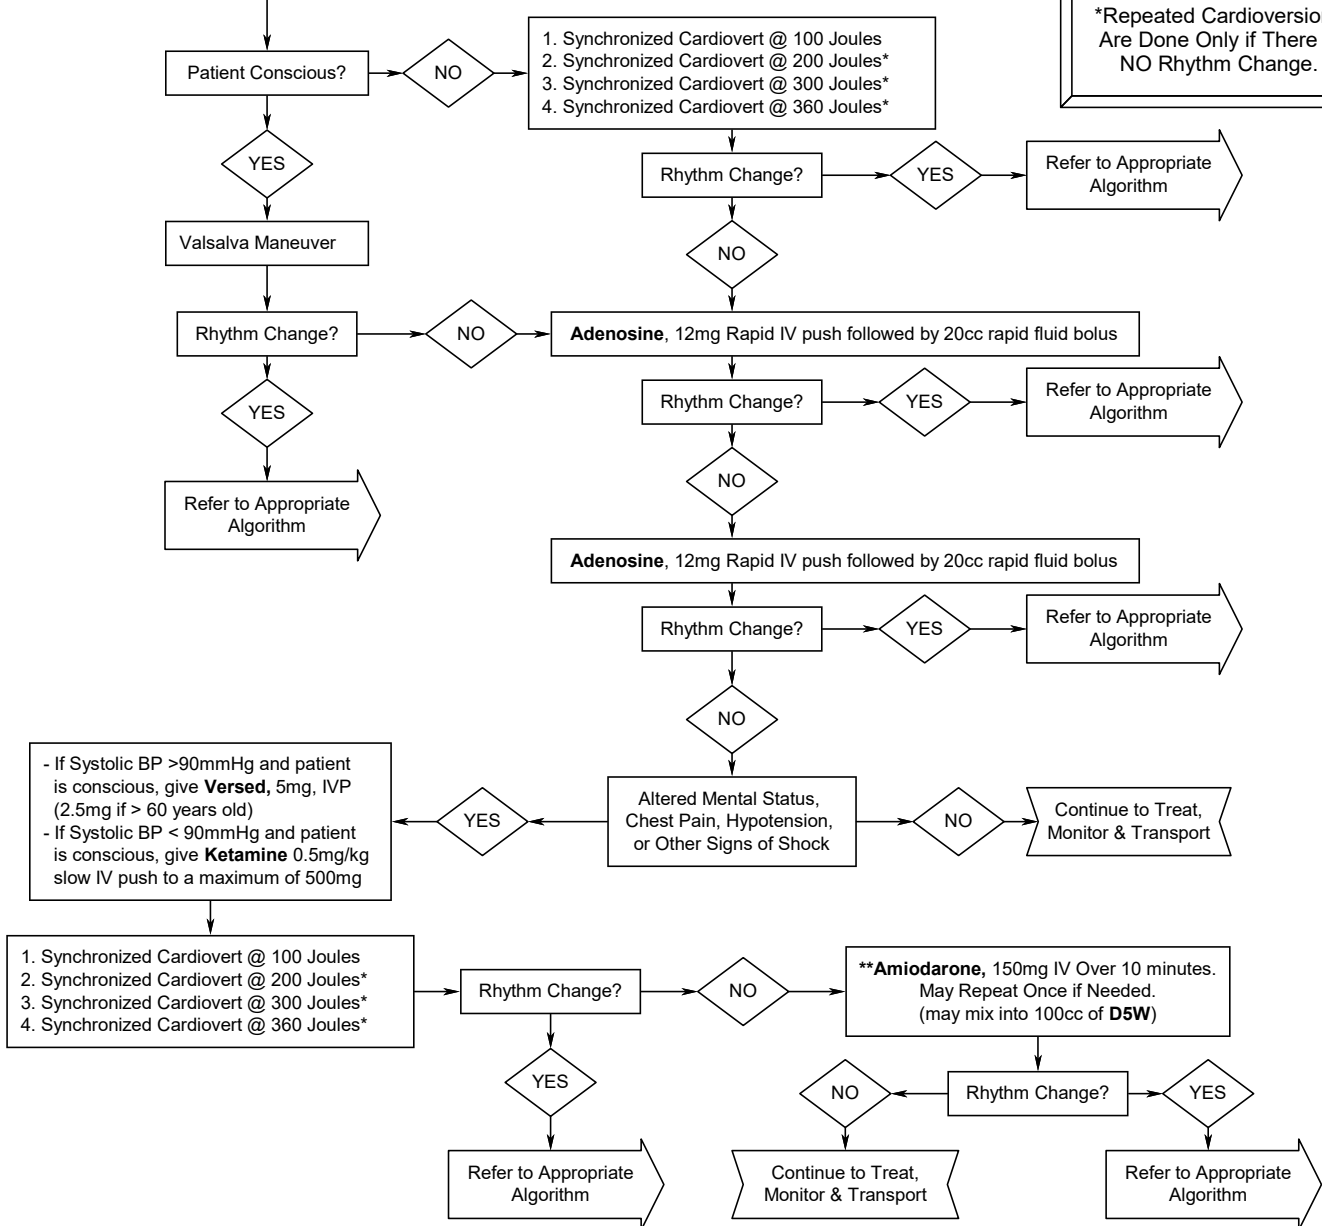 *Repeated Cardioversion
Are Done Only if There
NO Rhythm Change.
Patient Conscious?
NO
1. Synchronized Cardiovert @ 100 Joules
2. Synchronized Cardiovert @ 200 Joules*
3. Synchronized Cardiovert @ 300 Joules*
4. Synchronized Cardiovert @ 360 Joules*
YES
Rhythm Change?
YES
Refer to Appropriate
Algorithm
Valsalva Maneuver
NO
Rhythm Change?
NO
Adenosine, 12mg Rapid IV push followed by 20cc rapid fluid bolus
YES
Rhythm Change?
YES
Refer to Appropriate
Algorithm
NO
Refer to Appropriate
Algorithm
Adenosine, 12mg Rapid IV push followed by 20cc rapid fluid bolus
Rhythm Change?
YES
Refer to Appropriate
Algorithm
NO
- If Systolic BP >90mmHg and patient
is conscious, give Versed, 5mg, IVP
(2.5mg if > 60 years old)
- If Systolic BP < 90mmHg and patient
is conscious, give Ketamine 0.5mg/kg
slow IV push to a maximum of 500mg
YES
Altered Mental Status,
Chest Pain, Hypotension,
or Other Signs of Shock
NO
Continue to Treat,
Monitor & Transport
1. Synchronized Cardiovert @ 100 Joules
2. Synchronized Cardiovert @ 200 Joules*
3. Synchronized Cardiovert @ 300 Joules*
4. Synchronized Cardiovert @ 360 Joules*
Rhythm Change?
NO
**Amiodarone, 150mg IV Over 10 minutes.
May Repeat Once if Needed.
(may mix into 100cc of D5W)
YES
NO
Rhythm Change?
YES
Refer to Appropriate
Algorithm
Continue to Treat,
Monitor & Transport
Refer to Appropriate
Algorithm